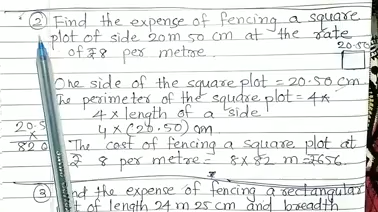 ② Find the expense of fencing a square
plot of side 20m 50 cm at the rate
of ₹8 per metre.
20.50
One side of the square plot = 20.50 cm
The perimeter of the square plot = 4×
4 × length of a side
4 × (20.50) cm
20.5
820
The cost of fencing a square plot at
₹ 8 per metre = 8×82 m = ₹656.
③ the expense of fencing a rectangular
of length 24 m 25 cm and breadth